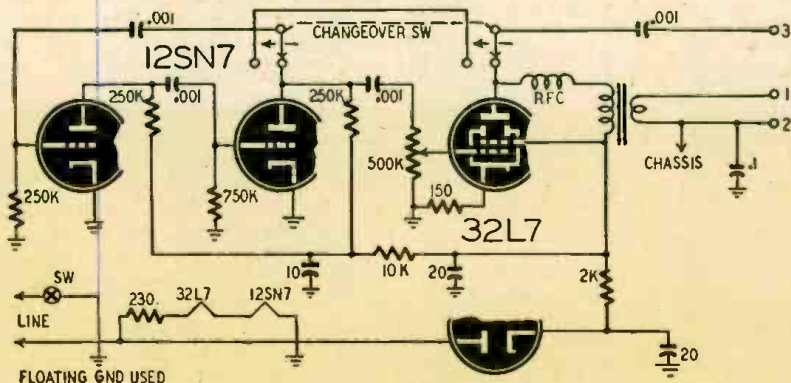 .001
CHANGEOVER SW
.001
3
12SN7
250K
.001
250K
.001
RFC
1
2
500K
CHASSIS
.1
250K
750K
150
32L7
10
10K
20
2K
SW
LINE
230.
32L7
12SN7
20
FLOATING GND USED